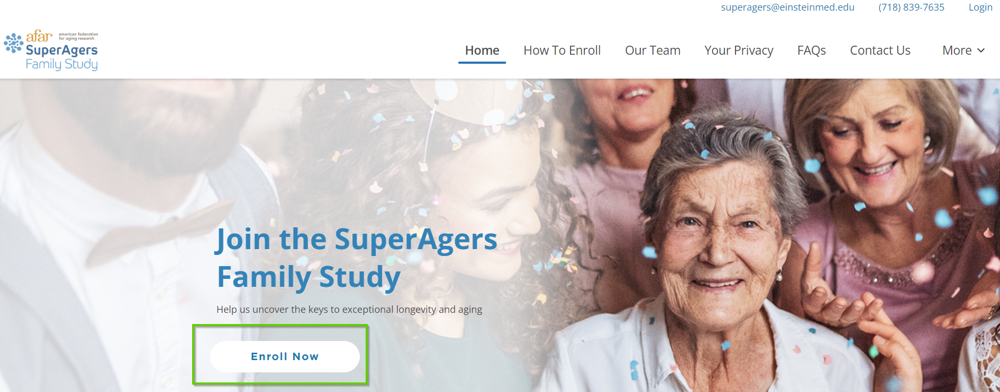 superagers@einsteinmed.edu (718) 839-7635 Login
afar american federation
for aging research
SuperAgers
Family Study
Home How To Enroll Our Team Your Privacy FAQs Contact Us More
Join the SuperAgers
Family Study
Help us uncover the keys to exceptional longevity and aging
Enroll Now